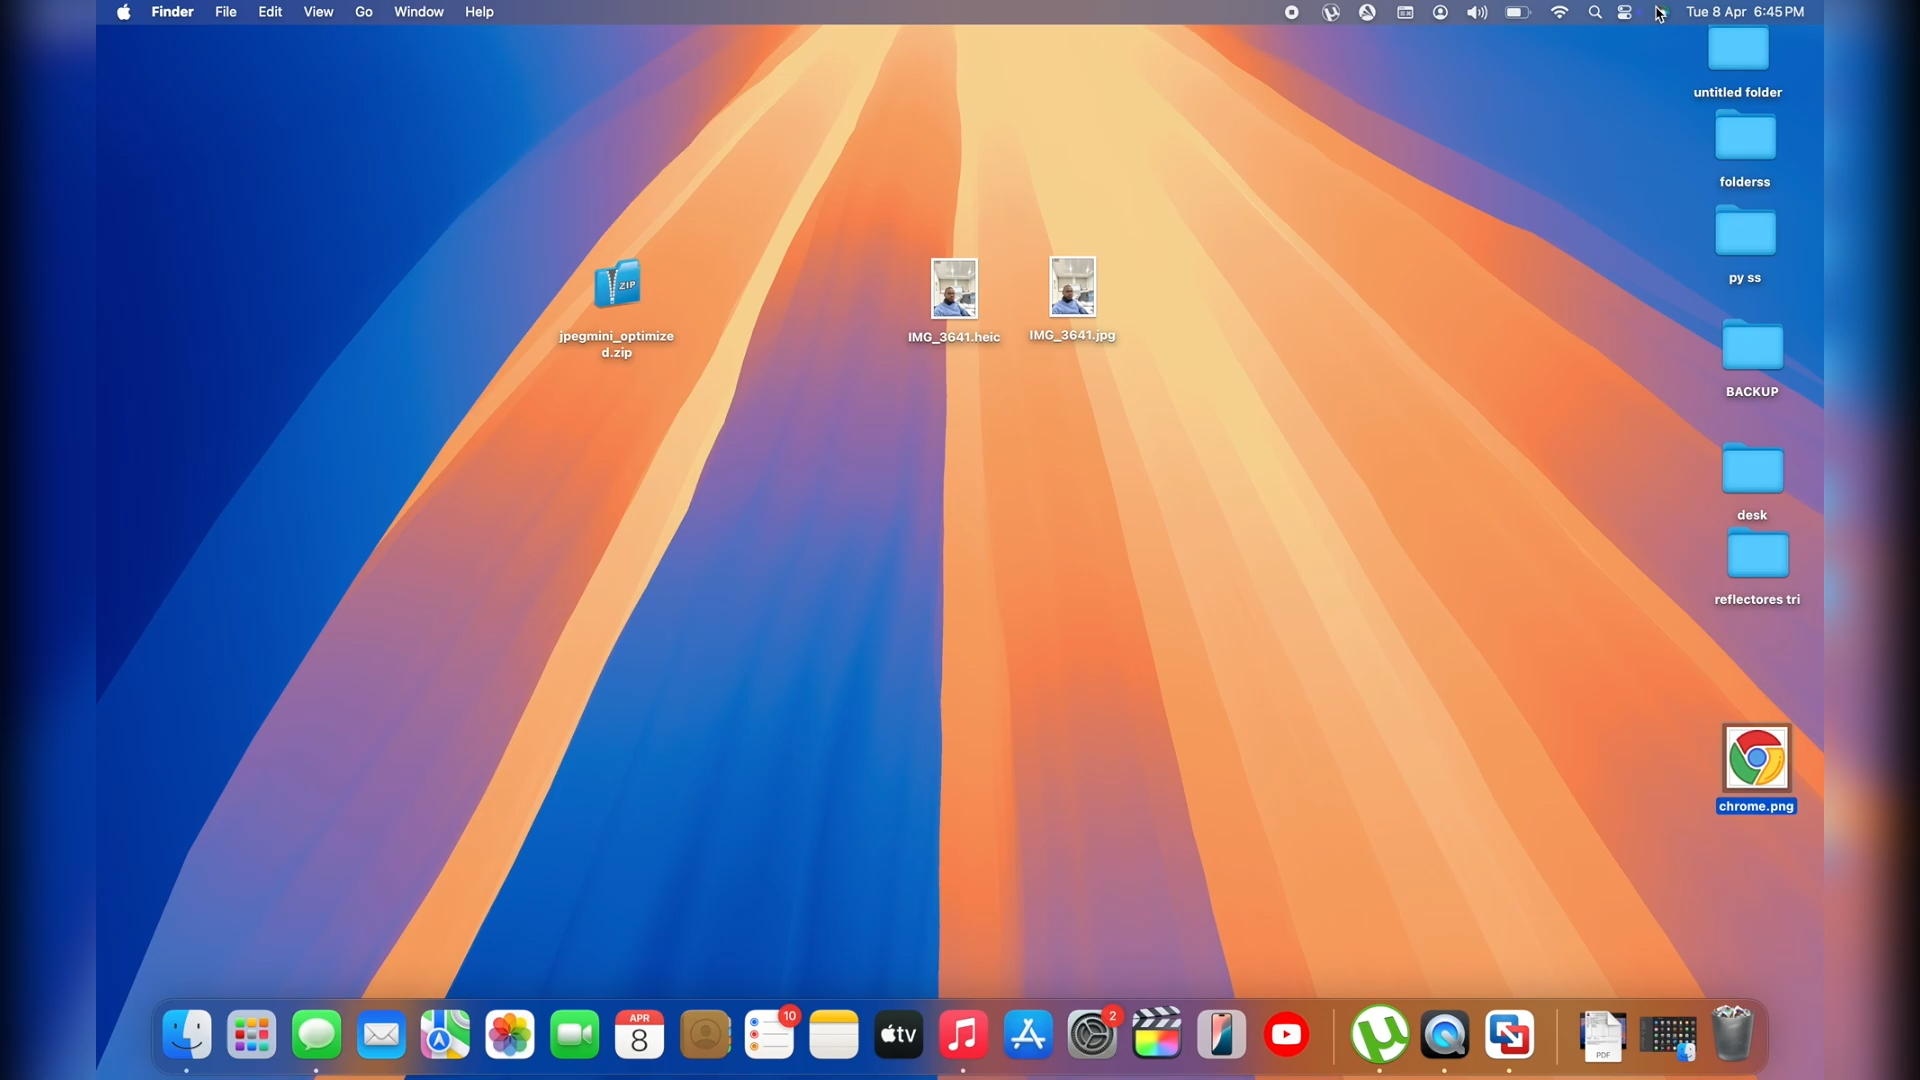 Finder File Edit View Go Window Help Tue 8 Apr 6:45 PM
untitled folder
folderss
py ss
ZIP
jpegmini_optimize
d.zip
IMG_3641.heic
IMG_3641.jpg
BACKUP
desk
reflectores tri
chrome.png
APR
8
10
tv
2
PDF